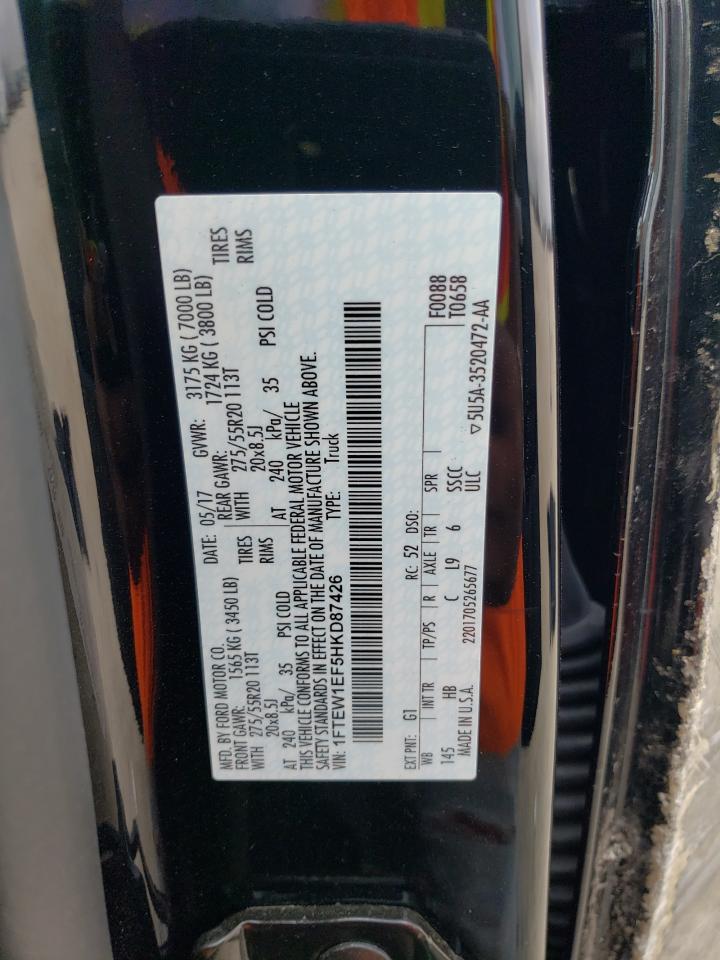 MFD. BY FORD MOTOR CO. DATE: 05/17 GVWR: 3175 KG ( 7000 LB)
FRONT GAWR: 1565 KG ( 3450 LB) REAR GAWR: 1724 KG ( 3800 LB)
WITH 275/55R20 113T TIRES WITH 275/55R20 113T TIRES
20x8.5J RIMS 20x8.5J RIMS
AT 240 kPa/ 35 PSI COLD AT 240 kPa/ 35 PSI COLD
THIS VEHICLE CONFORMS TO ALL APPLICABLE FEDERAL MOTOR VEHICLE
SAFETY STANDARDS IN EFFECT ON THE DATE OF MANUFACTURE SHOWN ABOVE.
VIN: 1FTEW1EF5HKD87426 TYPE: Truck
EXT PNT: G1 RC: 52 DSO: F0088
WB INT TR TP/PS R AXLE TR SPR T0658
145 HB C L9 6 SSCC
MADE IN U.S.A. 2201705265677 ULC ▽5U5A-3520472-AA